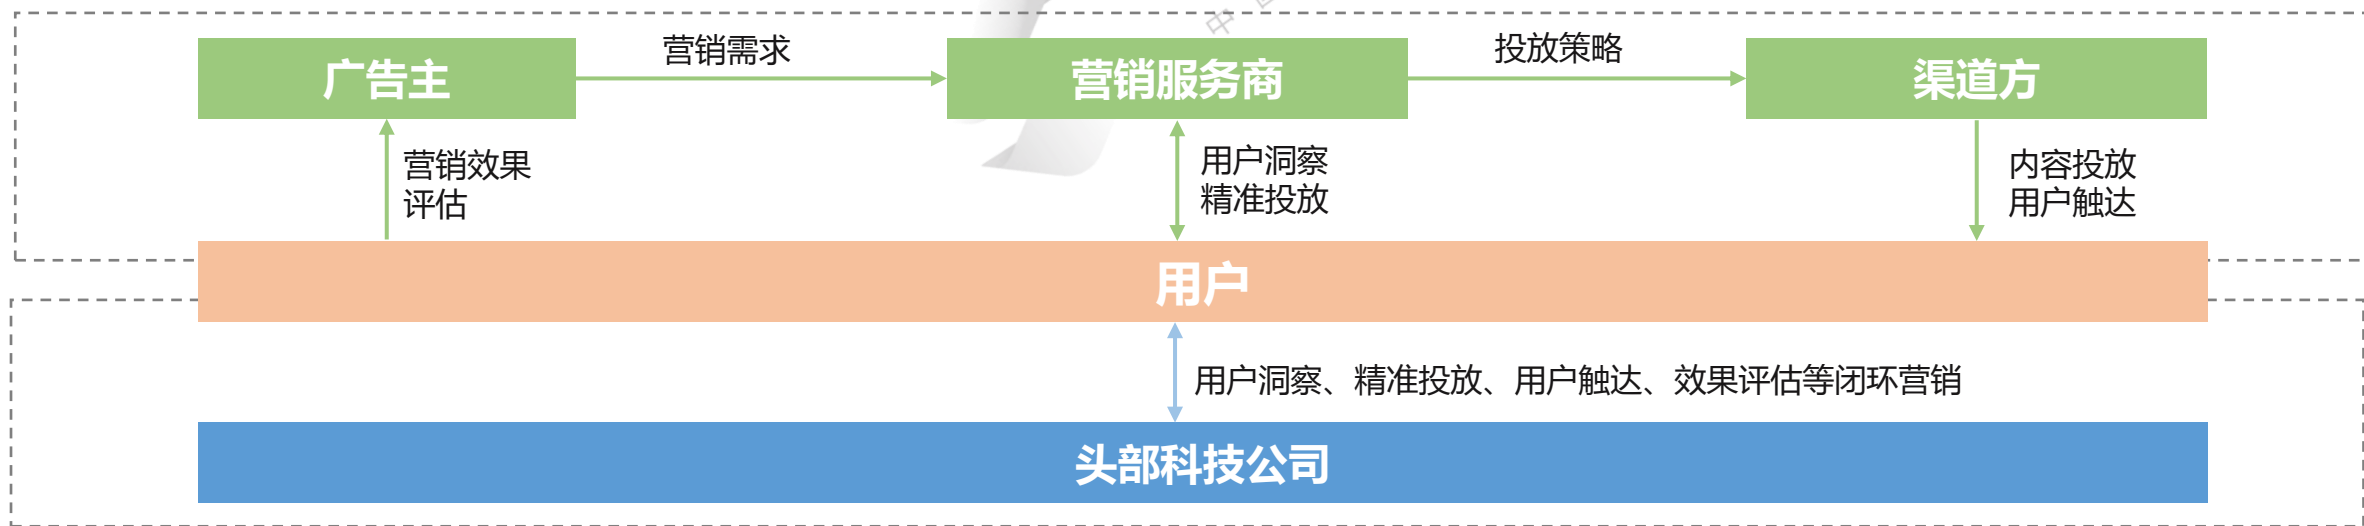 中
营销需求
投放策略
广告主
营销服务商
渠道方
营销效果
评估
用户洞察
精准投放
内容投放
用户触达
用户
用户洞察、精准投放、用户触达、效果评估等闭环营销
头部科技公司